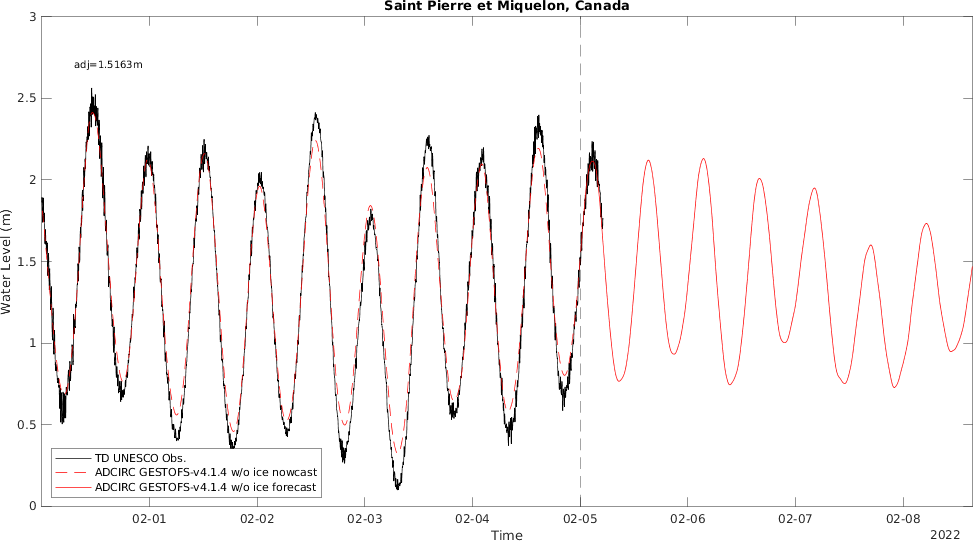 Saint Pierre et Miquelon, Canada
adj=1.5163m
3
2.5
2
1.5
1
0.5
0
Water Level (m)
TD UNESCO Obs.
ADCIRC GESTOFS-v4.1.4 w/o ice nowcast
ADCIRC GESTOFS-v4.1.4 w/o ice forecast
02-01 02-02 02-03 02-04 02-05 02-06 02-07 02-08
Time
2022